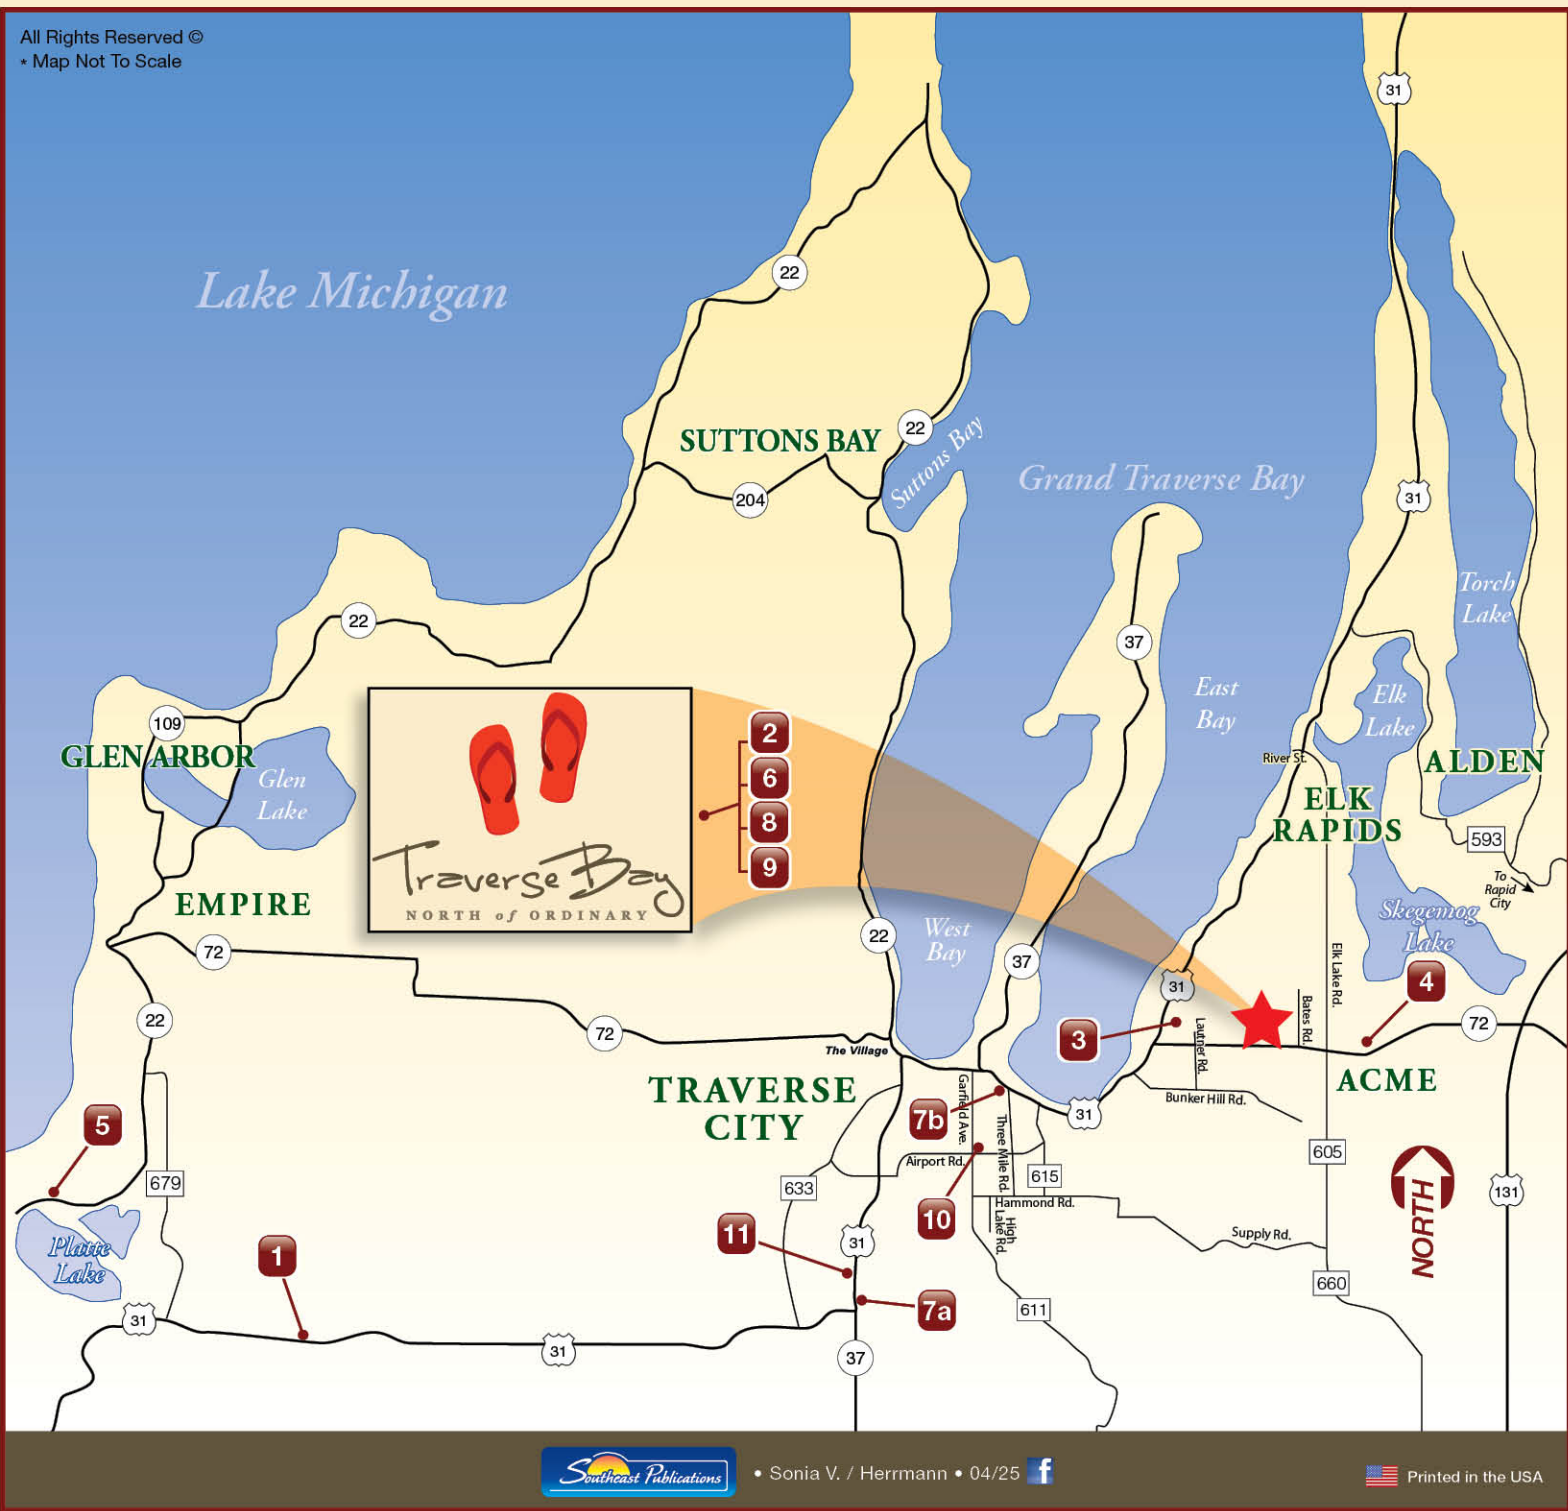 All Rights Reserved ©
* Map Not To Scale
31
Lake Michigan
22
22
SUTTONS BAY
Suttons Bay
204
Grand Traverse Bay
31
Torch
Lake
22
37
East
Bay
Elk
Lake
109
GLEN ARBOR
Glen
Lake
River St.
ALDEN
ELK
RAPIDS
593
To
Rapid
City
2
6
8
9
Traverse Bay
NORTH of ORDINARY
EMPIRE
72
22
West
Bay
37
Skegemog
Lake
Elk Lake Rd.
4
31
Bates Rd.
72
22
72
The Village
3
Lautner Rd.
ACME
TRAVERSE
CITY
Garfield Ave.
7b
Three Mile Rd.
31
Bunker Hill Rd.
5
679
633
Airport Rd.
615
605
131
NORTH
Hammond Rd.
High
Lake Rd.
Supply Rd.
10
11
31
Platte
Lake
1
660
7a
611
31
31
37
Southeast Publications
• Sonia V. / Herrmann • 04/25
f
Printed in the USA